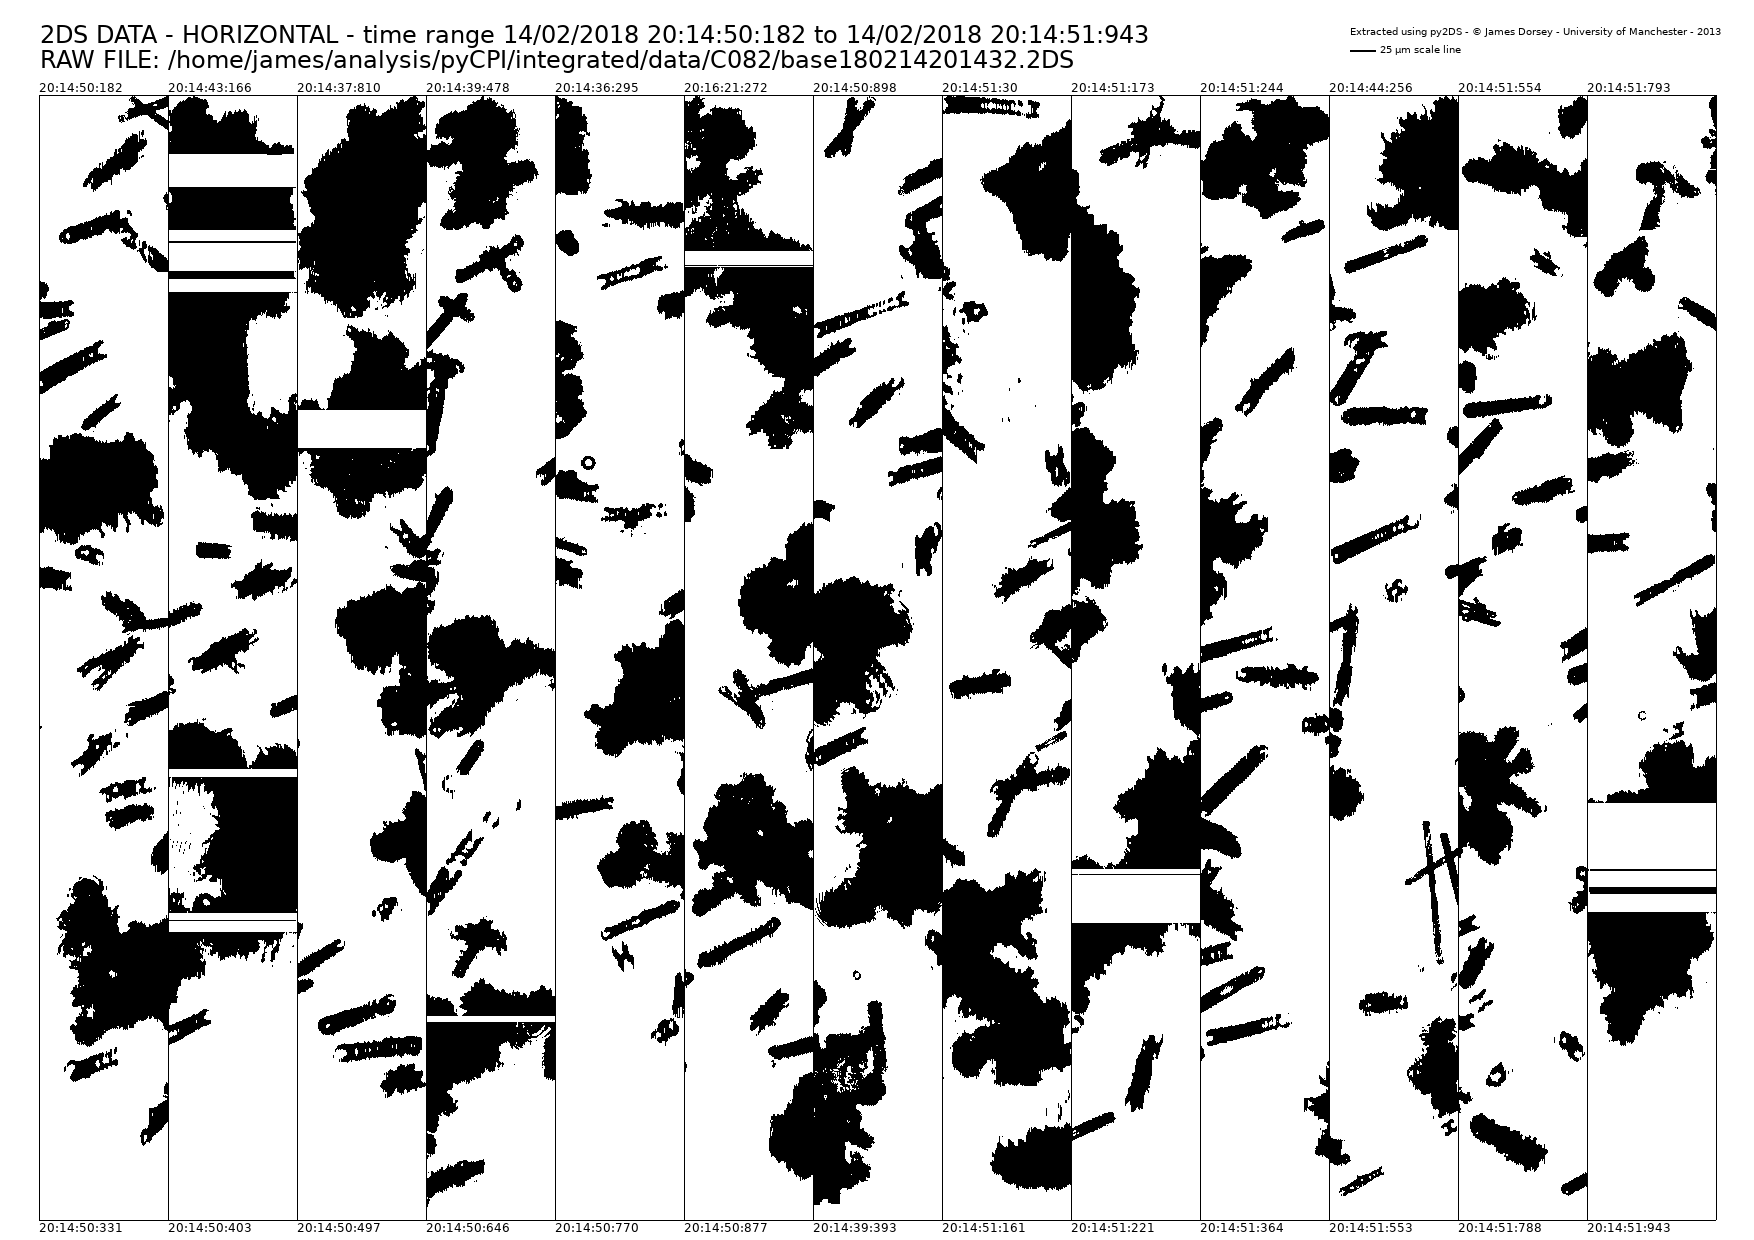 2DS DATA - HORIZONTAL - time range 14/02/2018 20:14:50:182 to 14/02/2018 20:14:51:943
RAW FILE: /home/james/analysis/pyCPI/integrated/data/C082/base180214201432.2DS
Extracted using py2DS - © James Dorsey - University of Manchester - 2013
25 µm scale line
20:14:50:182 20:14:43:166 20:14:37:810 20:14:39:478 20:14:36:295 20:16:21:272 20:14:50:898 20:14:51:30 20:14:51:173 20:14:51:244 20:14:44:256 20:14:51:554 20:14:51:793
20:14:50:331 20:14:50:403 20:14:50:497 20:14:50:646 20:14:50:770 20:14:50:877 20:14:39:393 20:14:51:161 20:14:51:221 20:14:51:364 20:14:51:553 20:14:51:788 20:14:51:943